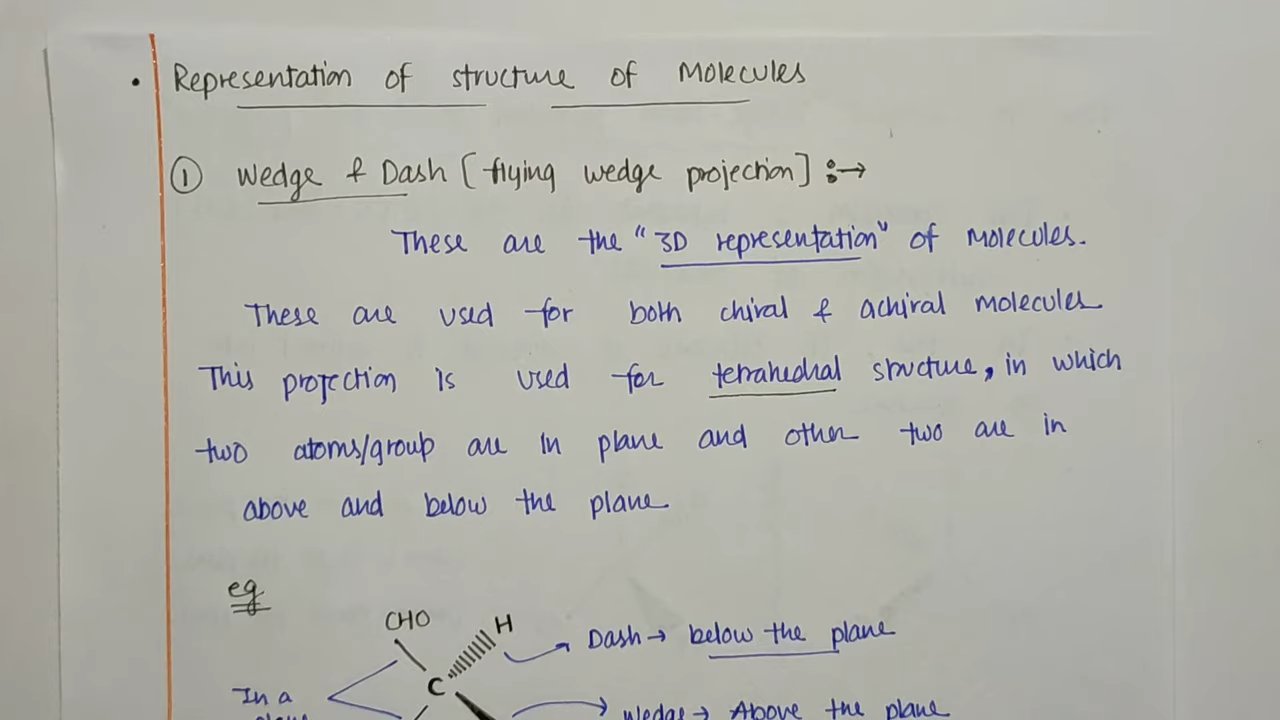 • Representation of structure of Molecules
① Wedge & Dash [flying wedge projection] :→
These are the "3D representation" of Molecules.
These are used for both chiral & achiral molecules
This projection is used for tetrahedral structure, in which
two atoms/group are in plane and other two are in
above and below the plane
eg
CHO
H
Dash → below the plane
C
In a
plane
Wedge → Above the plane